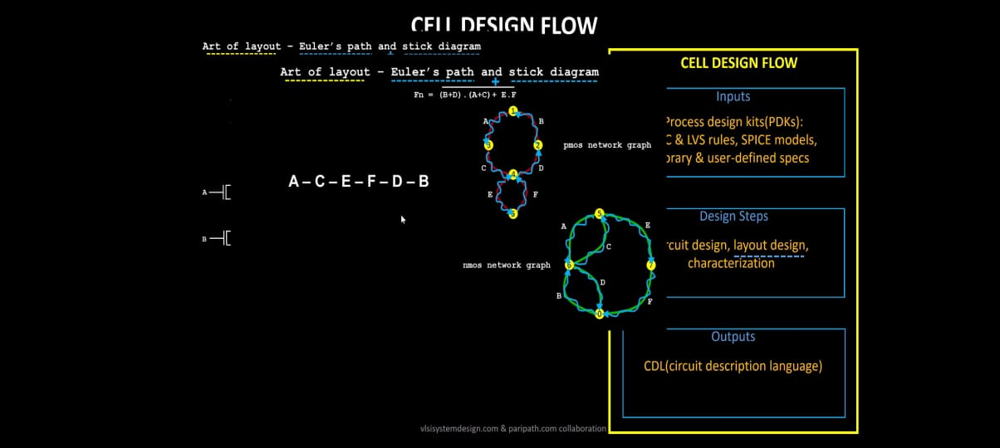 CELL DESIGN FLOW
Art of layout – Euler's path and stick diagram
Art of layout – Euler's path and stick diagram
Fn = (B+D).(A+C)+ E.F
1
A
B
3
2
pmos network graph
C
D
4
E
F
5
A – C – E – F – D – B
A
B
5
A
E
C
nmos network graph
6
7
D
B
F
0
CELL DESIGN FLOW
Inputs
Process design kits(PDKs):
C & LVS rules, SPICE models,
brary & user-defined specs
Design Steps
rcuit design, layout design,
characterization
Outputs
CDL(circuit description language)
vlsisystemdesign.com & paripath.com collaboration